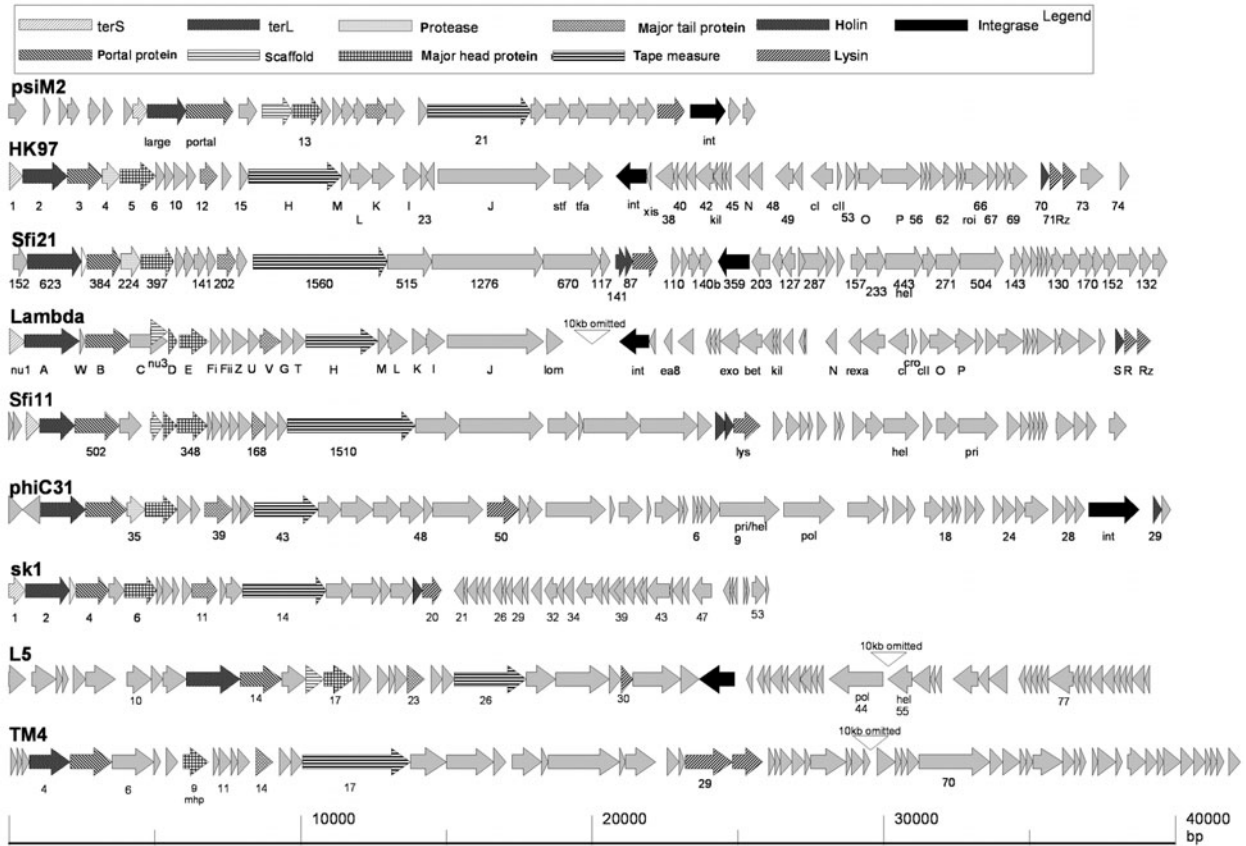 Legend
terS terL Protease Major tail protein Holin Integrase
Portal protein Scaffold Major head protein Tape measure Lysin
psiM2
large portal 13 21 int
HK97
1 2 3 4 5 6 10 12 15 H M K I J stf tfa int xis 40 42 45 N 48 cI cII O P 56 62 66 67 69 70 73 74
L 23 38 kil 49 53 roi 71Rz
Sfi21
152 623 384 224 397 141 202 1560 515 1276 670 117 87 110 140b 359 203 127 287 157 443 271 504 143 130 170 152 132
141 233 hel
Lambda
10kb omitted
nu1 A W B C nu3 D E Fi Fii Z U V G T H M L K I J lom int ea8 exo bet kil N rexa cI cro cII O P S R Rz
Sfi11
502 348 168 1510 lys hel pri
phiC31
35 39 43 48 50 6 pri/hel pol 18 24 28 int 29
9
sk1
1 2 4 6 11 14 20 21 26 29 32 34 39 43 47 53
L5
10kb omitted
10 14 17 23 26 30 pol hel 77
44 55
TM4
10kb omitted
4 6 9 11 14 17 29 70
mhp
10000 20000 30000 40000
bp